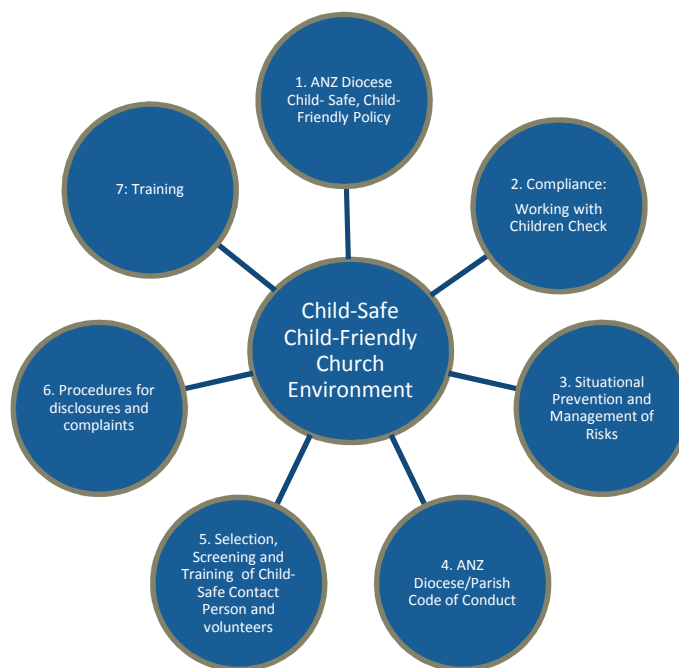 1. ANZ Diocese
Child- Safe, Child-
Friendly Policy
2. Compliance:
Working with
Children Check
3. Situational
Prevention and
Management of
Risks
4. ANZ
Diocese/Parish
Code of Conduct
5. Selection,
Screening and
Training of Child-
Safe Contact
Person and
volunteers
6. Procedures for
disclosures and
complaints
7: Training
Child-Safe
Child-Friendly
Church
Environment